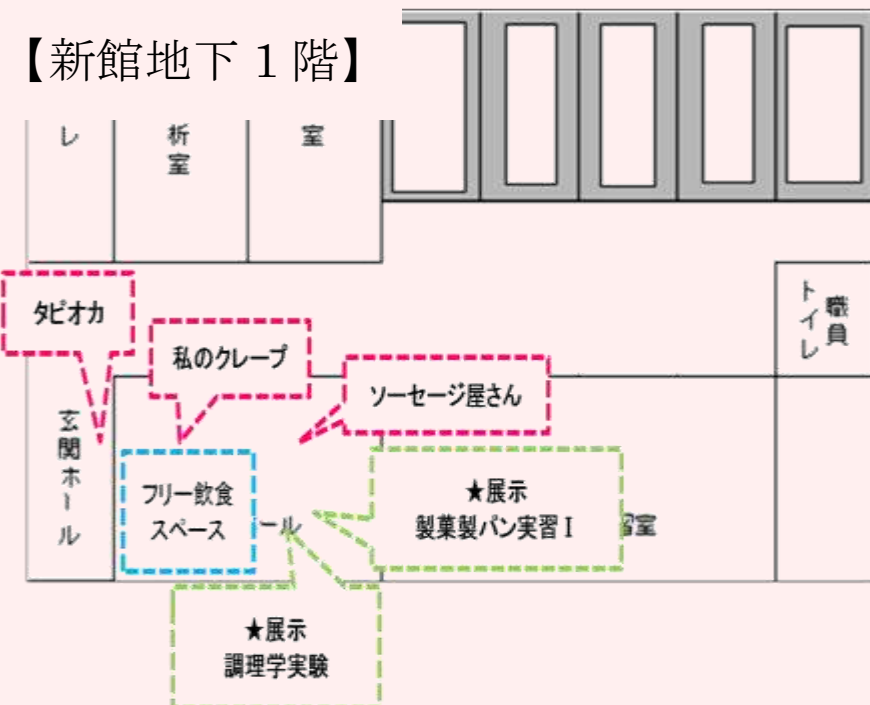 【新館地下１階】
レ
析室
室
タピオカ
私のクレープ
ソーセージ屋さん
職員
トイレ
玄関ホール
フリー飲食
スペース
ール
★展示
製菓製パン実習Ⅰ
室
★展示
調理学実験